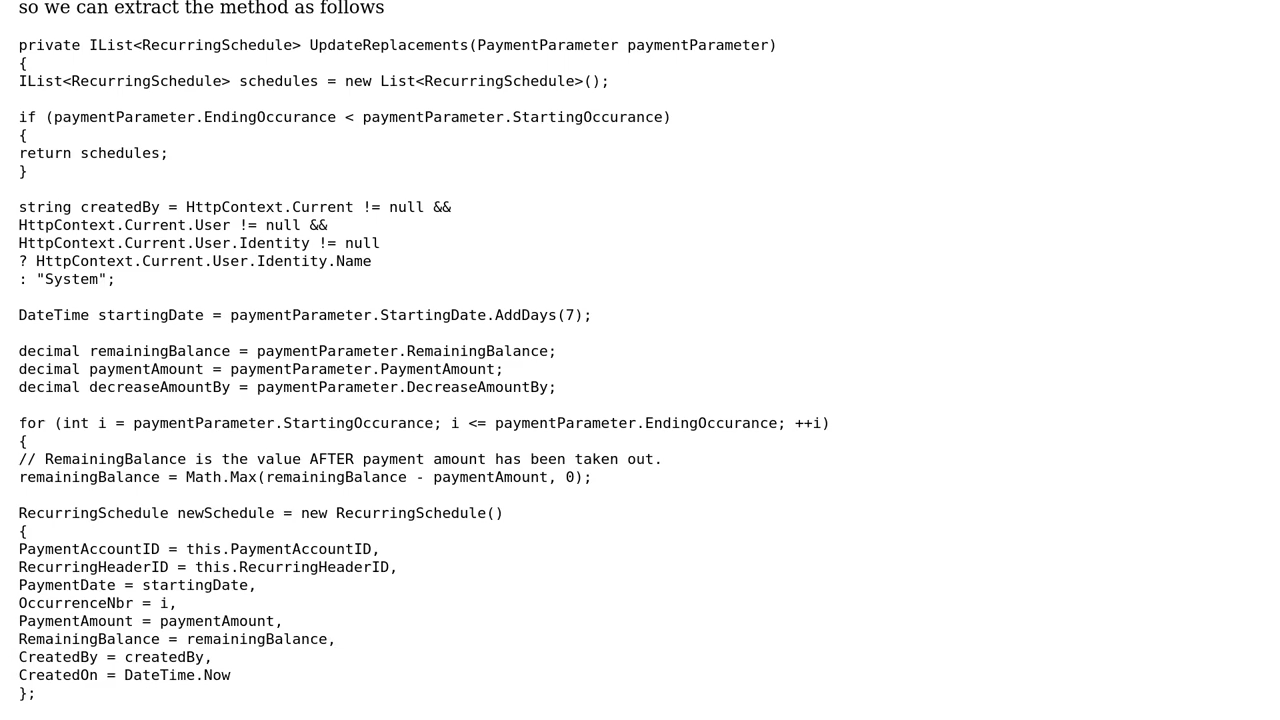 so we can extract the method as follows
private IList<RecurringSchedule> UpdateReplacements(PaymentParameter paymentParameter)
{
IList<RecurringSchedule> schedules = new List<RecurringSchedule>();
if (paymentParameter.EndingOccurance < paymentParameter.StartingOccurance)
{
return schedules;
}
string createdBy = HttpContext.Current != null &&
HttpContext.Current.User != null &&
HttpContext.Current.User.Identity != null
? HttpContext.Current.User.Identity.Name
: "System";
DateTime startingDate = paymentParameter.StartingDate.AddDays(7);
decimal remainingBalance = paymentParameter.RemainingBalance;
decimal paymentAmount = paymentParameter.PaymentAmount;
decimal decreaseAmountBy = paymentParameter.DecreaseAmountBy;
for (int i = paymentParameter.StartingOccurance; i <= paymentParameter.EndingOccurance; ++i)
{
// RemainingBalance is the value AFTER payment amount has been taken out.
remainingBalance = Math.Max(remainingBalance - paymentAmount, 0);
RecurringSchedule newSchedule = new RecurringSchedule()
{
PaymentAccountID = this.PaymentAccountID,
RecurringHeaderID = this.RecurringHeaderID,
PaymentDate = startingDate,
OccurrenceNbr = i,
PaymentAmount = paymentAmount,
RemainingBalance = remainingBalance,
CreatedBy = createdBy,
CreatedOn = DateTime.Now
};